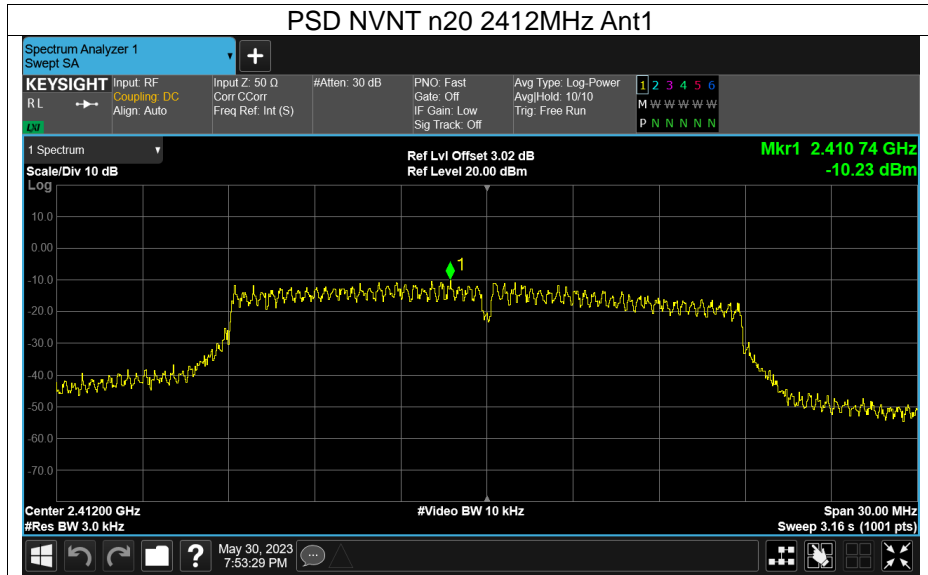 PSD NVNT n20 2412MHz Ant1
Spectrum Analyzer 1
Swept SA
+
KEYSIGHT
R L
LXI
Input: RF
Coupling: DC
Align: Auto
Input Z: 50 Ω
Corr CCorr
Freq Ref: Int (S)
#Atten: 30 dB
PNO: Fast
Gate: Off
IF Gain: Low
Sig Track: Off
Avg Type: Log-Power
Avg|Hold: 10/10
Trig: Free Run
1 2 3 4 5 6
M W W W W W
P N N N N N
1 Spectrum
Scale/Div 10 dB
Ref Lvl Offset 3.02 dB
Ref Level 20.00 dBm
Mkr1 2.410 74 GHz
-10.23 dBm
Log
10.0
0.00
-10.0
-20.0
-30.0
-40.0
-50.0
-60.0
-70.0
1
Center 2.41200 GHz
#Res BW 3.0 kHz
#Video BW 10 kHz
Span 30.00 MHz
Sweep 3.16 s (1001 pts)
?
May 30, 2023
7:53:29 PM